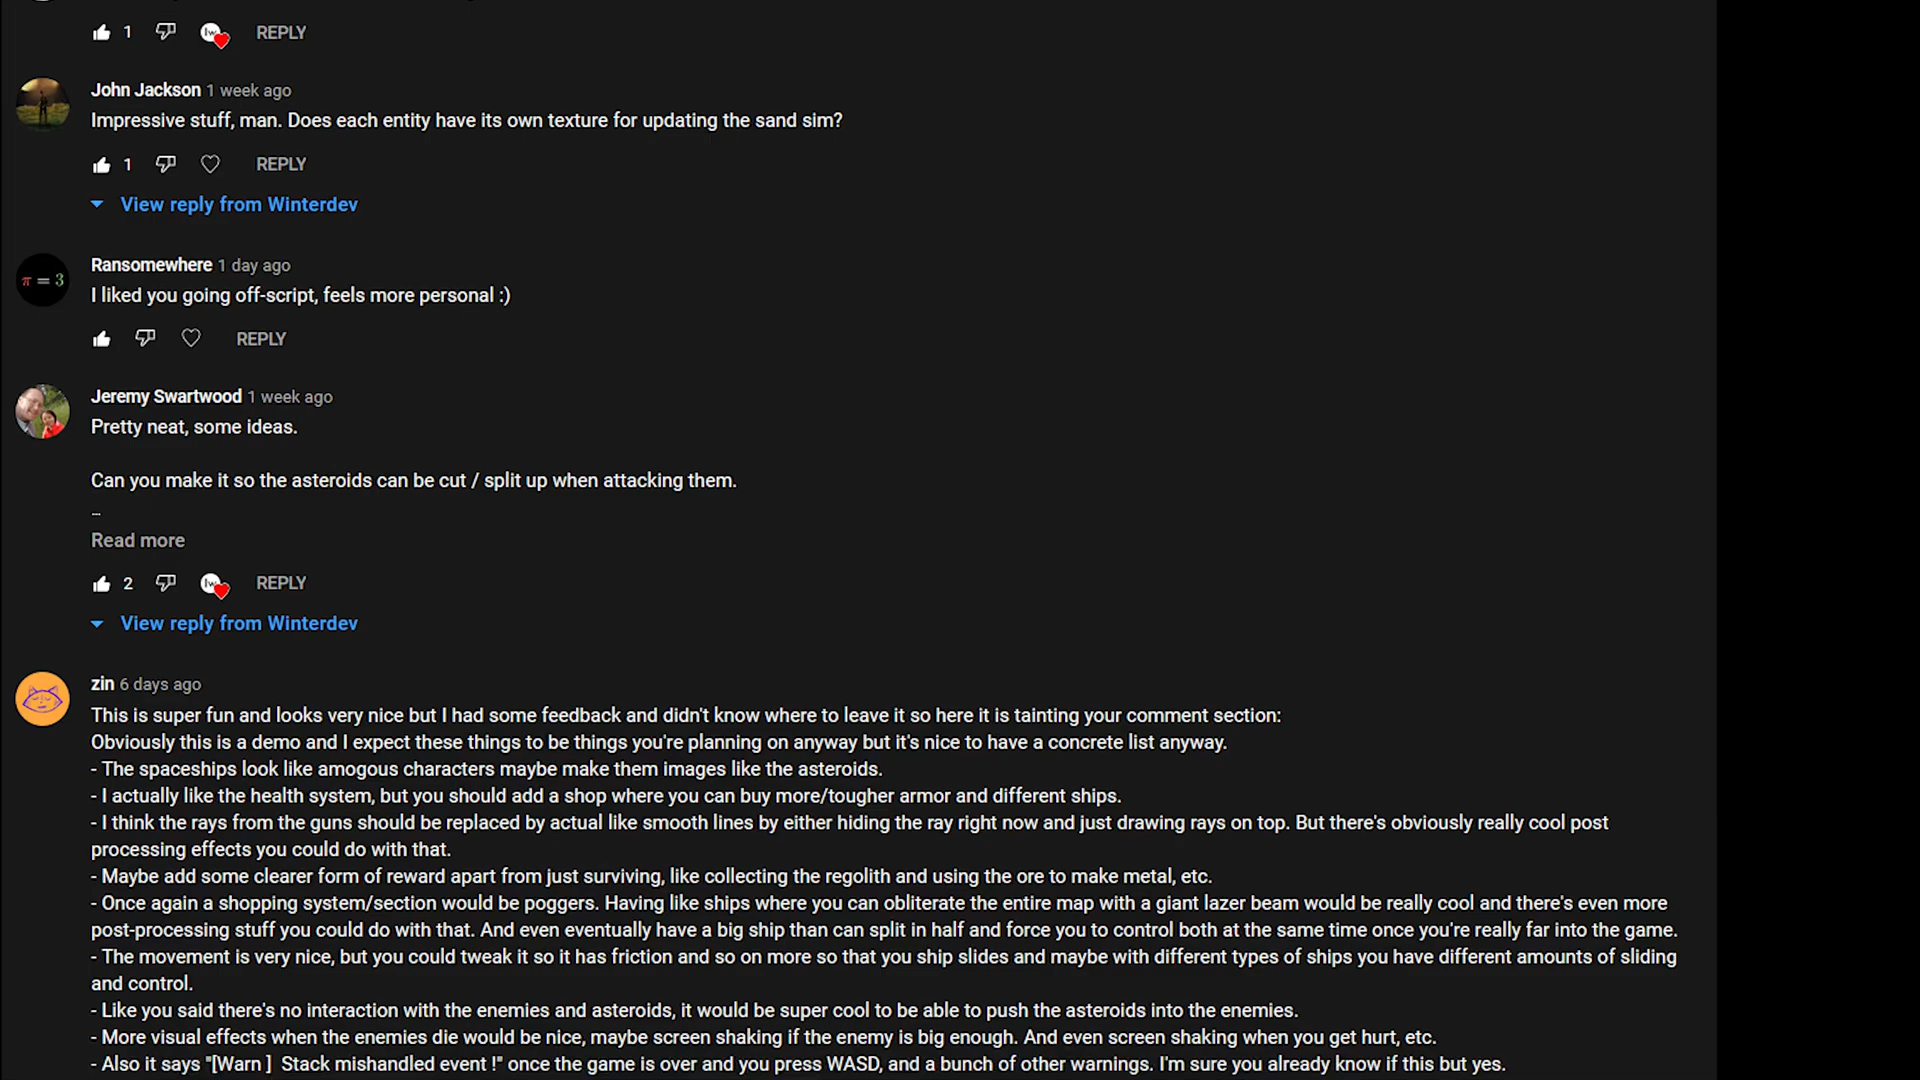 1 REPLY
John Jackson 1 week ago
Impressive stuff, man. Does each entity have its own texture for updating the sand sim?
1 REPLY
View reply from Winterdev
π = 3
Ransomewhere 1 day ago
I liked you going off-script, feels more personal :)
REPLY
Jeremy Swartwood 1 week ago
Pretty neat, some ideas.
Can you make it so the asteroids can be cut / split up when attacking them.
...
Read more
2 REPLY
View reply from Winterdev
zin 6 days ago
This is super fun and looks very nice but I had some feedback and didn't know where to leave it so here it is tainting your comment section:
Obviously this is a demo and I expect these things to be things you're planning on anyway but it's nice to have a concrete list anyway.
- The spaceships look like amogous characters maybe make them images like the asteroids.
- I actually like the health system, but you should add a shop where you can buy more/tougher armor and different ships.
- I think the rays from the guns should be replaced by actual like smooth lines by either hiding the ray right now and just drawing rays on top. But there's obviously really cool post
processing effects you could do with that.
- Maybe add some clearer form of reward apart from just surviving, like collecting the regolith and using the ore to make metal, etc.
- Once again a shopping system/section would be poggers. Having like ships where you can obliterate the entire map with a giant lazer beam would be really cool and there's even more
post-processing stuff you could do with that. And even eventually have a big ship than can split in half and force you to control both at the same time once you're really far into the game.
- The movement is very nice, but you could tweak it so it has friction and so on more so that you ship slides and maybe with different types of ships you have different amounts of sliding
and control.
- Like you said there's no interaction with the enemies and asteroids, it would be super cool to be able to push the asteroids into the enemies.
- More visual effects when the enemies die would be nice, maybe screen shaking if the enemy is big enough. And even screen shaking when you get hurt, etc.
- Also it says "[Warn ]  Stack mishandled event !" once the game is over and you press WASD, and a bunch of other warnings. I'm sure you already know if this but yes.